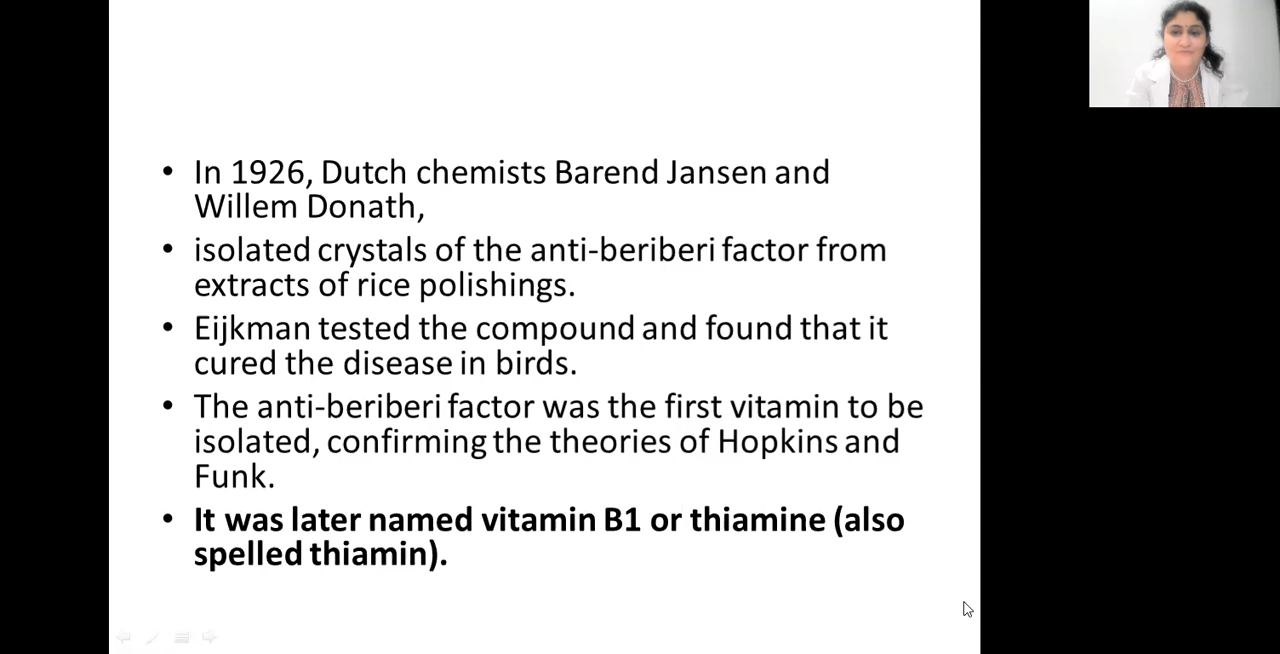 • In 1926, Dutch chemists Barend Jansen and
Willem Donath,
• isolated crystals of the anti-beriberi factor from
extracts of rice polishings.
• Eijkman tested the compound and found that it
cured the disease in birds.
• The anti-beriberi factor was the first vitamin to be
isolated, confirming the theories of Hopkins and
Funk.
• It was later named vitamin B1 or thiamine (also
spelled thiamin).